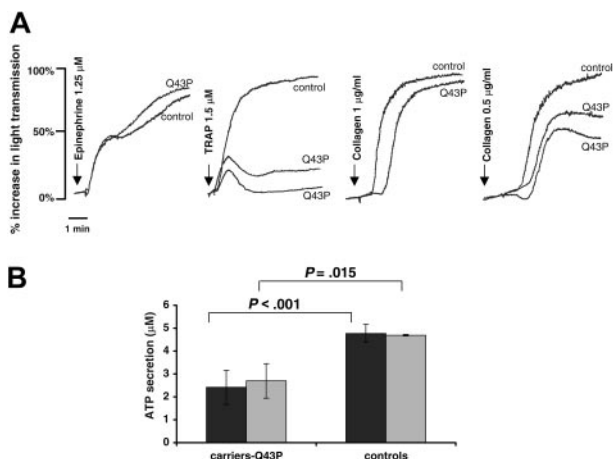 A
% increase in light transmission
100%
50%
0%
1 min
Epinephrine 1.25 µM
Q43P
control
TRAP 1.5 µM
control
Q43P
Q43P
Collagen 1 µg/ml
control
Q43P
Collagen 0.5 µg/ml
control
Q43P
Q43P
B
P = .015
P < .001
ATP secretion (µM)
6
5
4
3
2
1
0
carriers-Q43P
controls